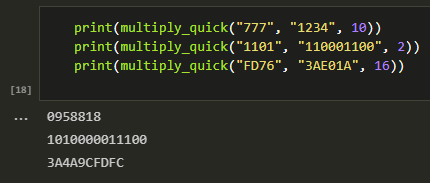 print(multiply_quick("777", "1234", 10))
print(multiply_quick("1101", "110001100", 2))
print(multiply_quick("FD76", "3AE01A", 16))
[18]
... 0958818
1010000011100
3A4A9CFDFC